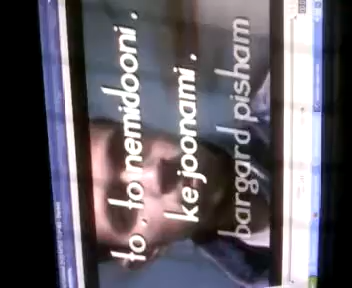 to , to nemidooni .
ke joonami .
bargard pisham